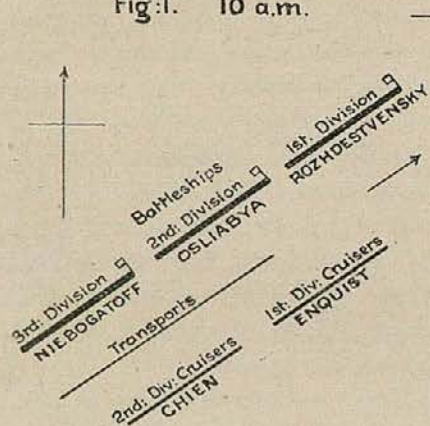 Fig:1. 10 a.m.
1st. Division
ROZHDESTVENSKY
Battleships
2nd: Division
OSLIABYA
3rd: Division
NIEBOGATOFF
Transports
1st: Div: Cruisers
ENQUIST
2nd: Div: Cruisers
CHIEN